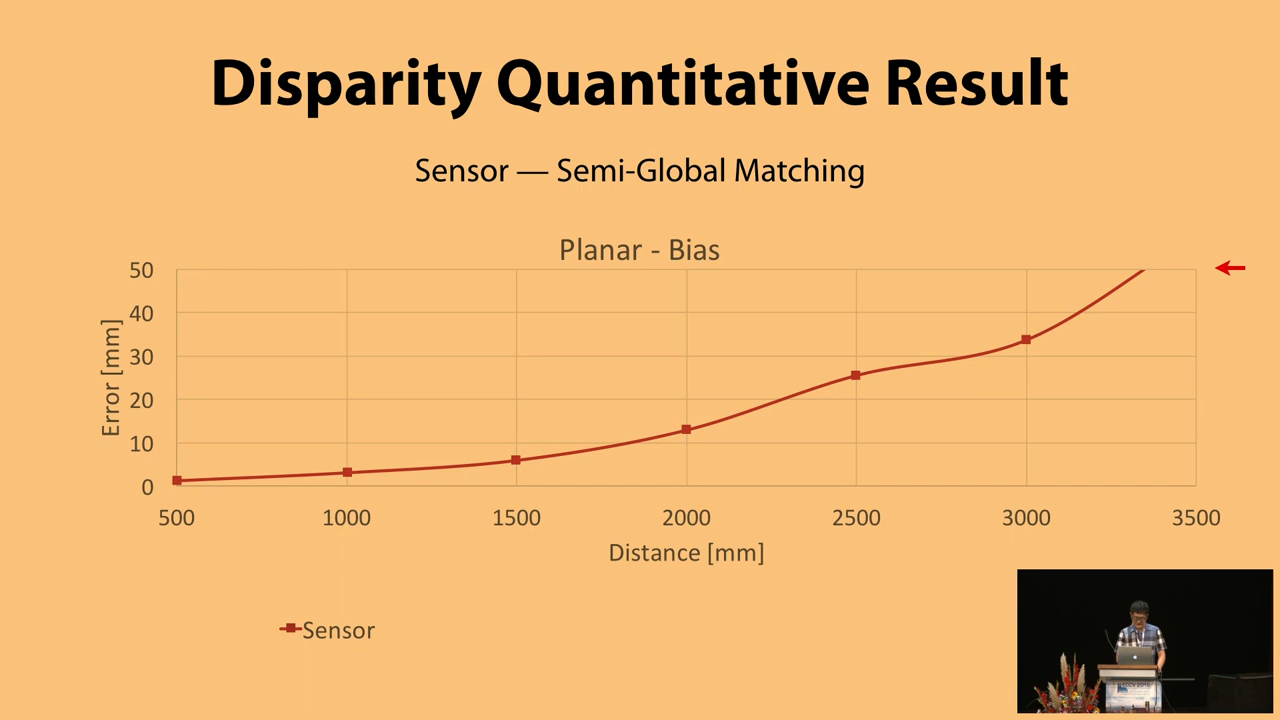 Disparity Quantitative Result
Sensor — Semi-Global Matching
Planar - Bias
50
40
30
20
10
0
Error [mm]
500 1000 1500 2000 2500 3000 3500
Distance [mm]
Sensor